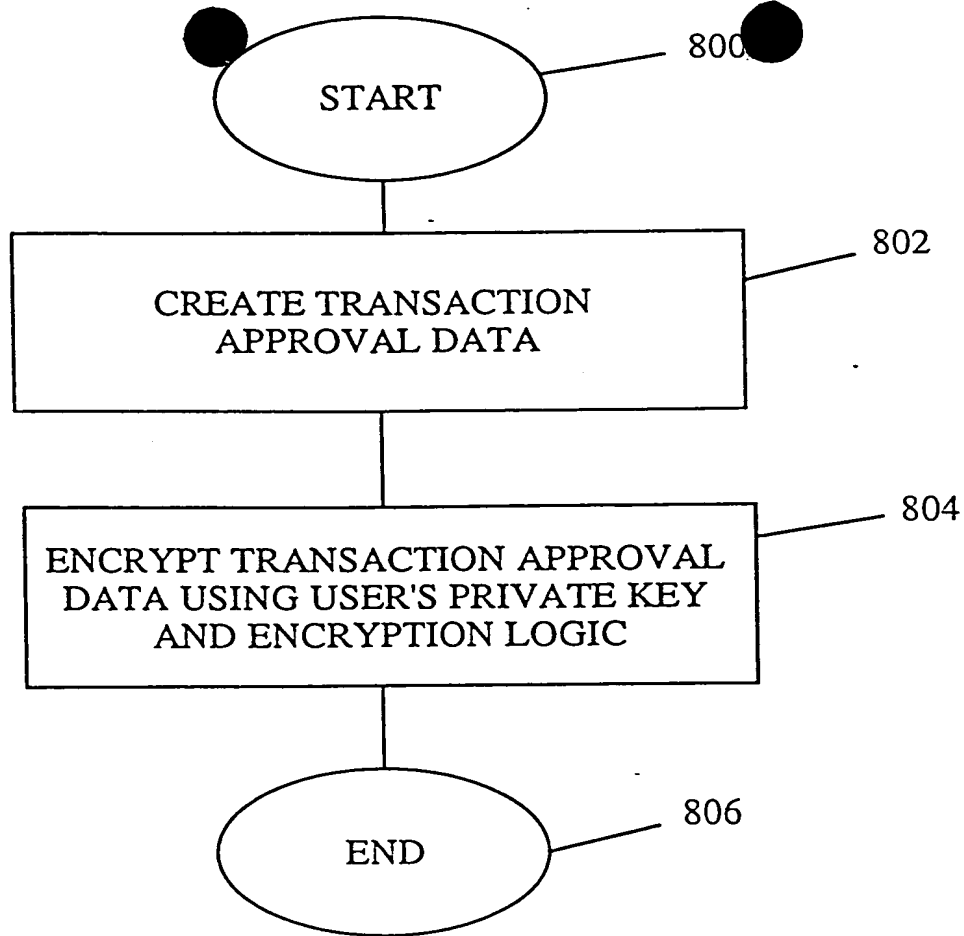 START
800
802
CREATE TRANSACTION
APPROVAL DATA
804
ENCRYPT TRANSACTION APPROVAL
DATA USING USER'S PRIVATE KEY
AND ENCRYPTION LOGIC
806
END